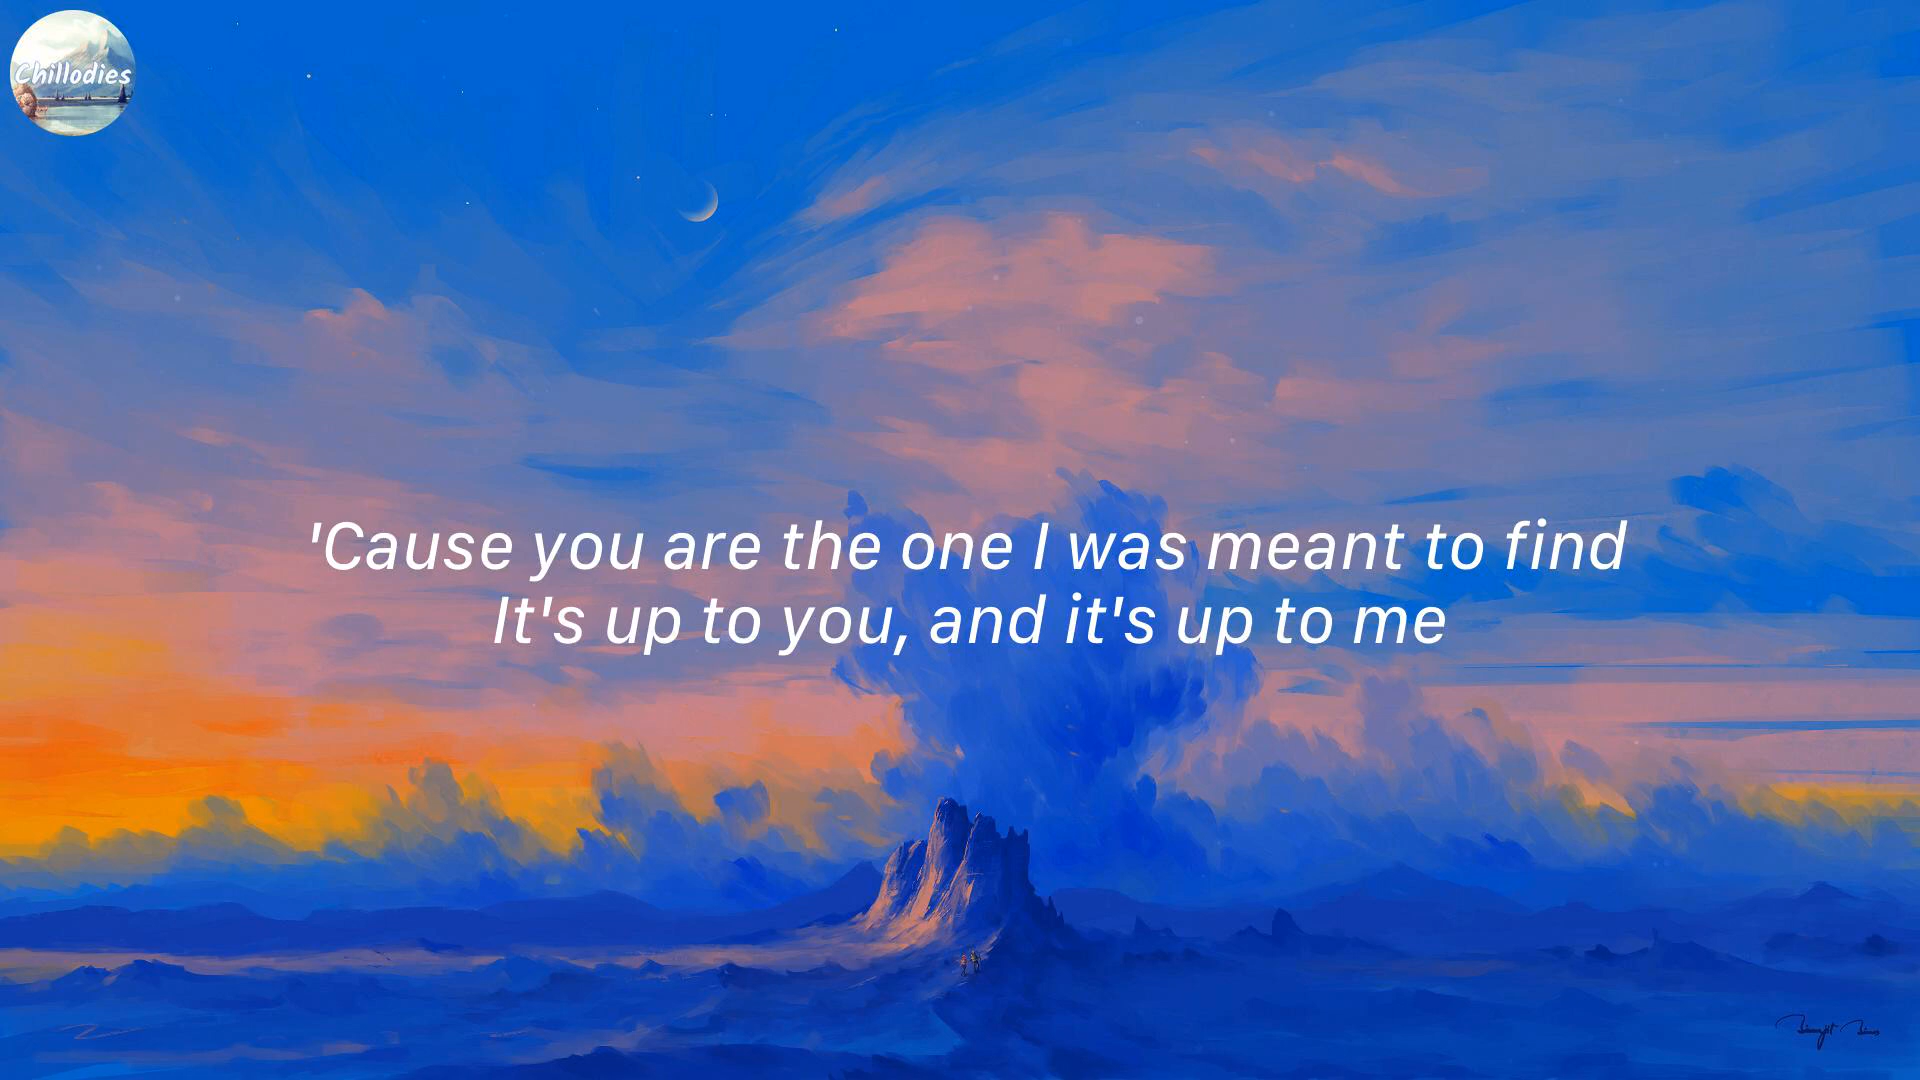 Chillodies
'Cause you are the one I was meant to find
It's up to you, and it's up to me